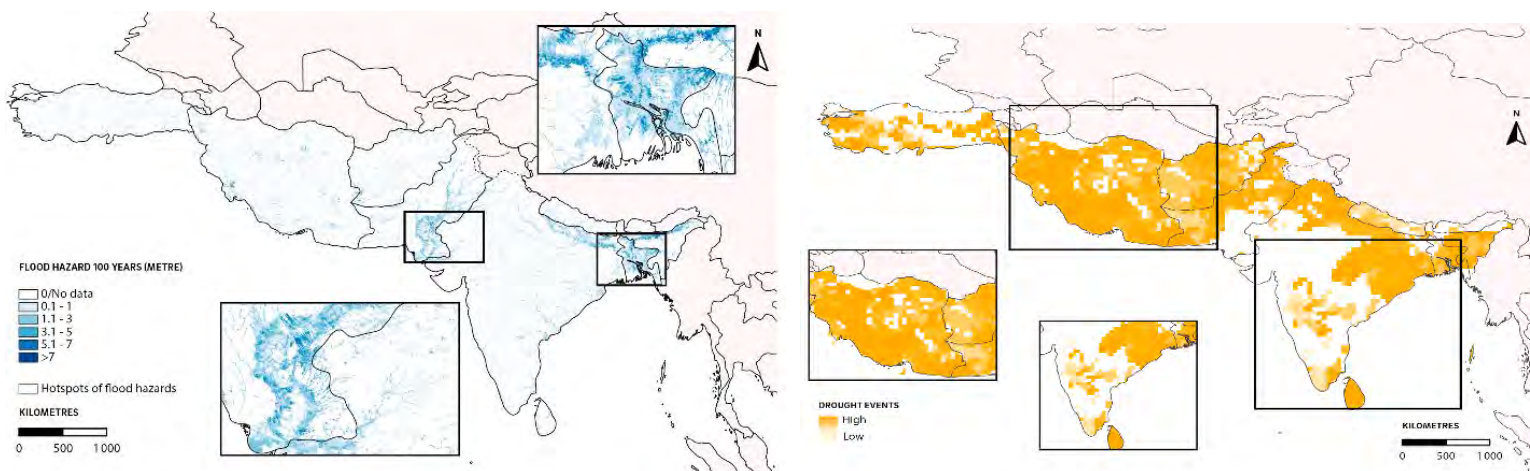 N
FLOOD HAZARD 100 YEARS (METRE)
0/No data
0.1 - 1
1.1 - 3
3.1 - 5
5.1 - 7
>7
Hotspots of flood hazards
KILOMETRES
0 500 1 000
N
DROUGHT EVENTS
High
Low
KILOMETRES
0 500 1 000